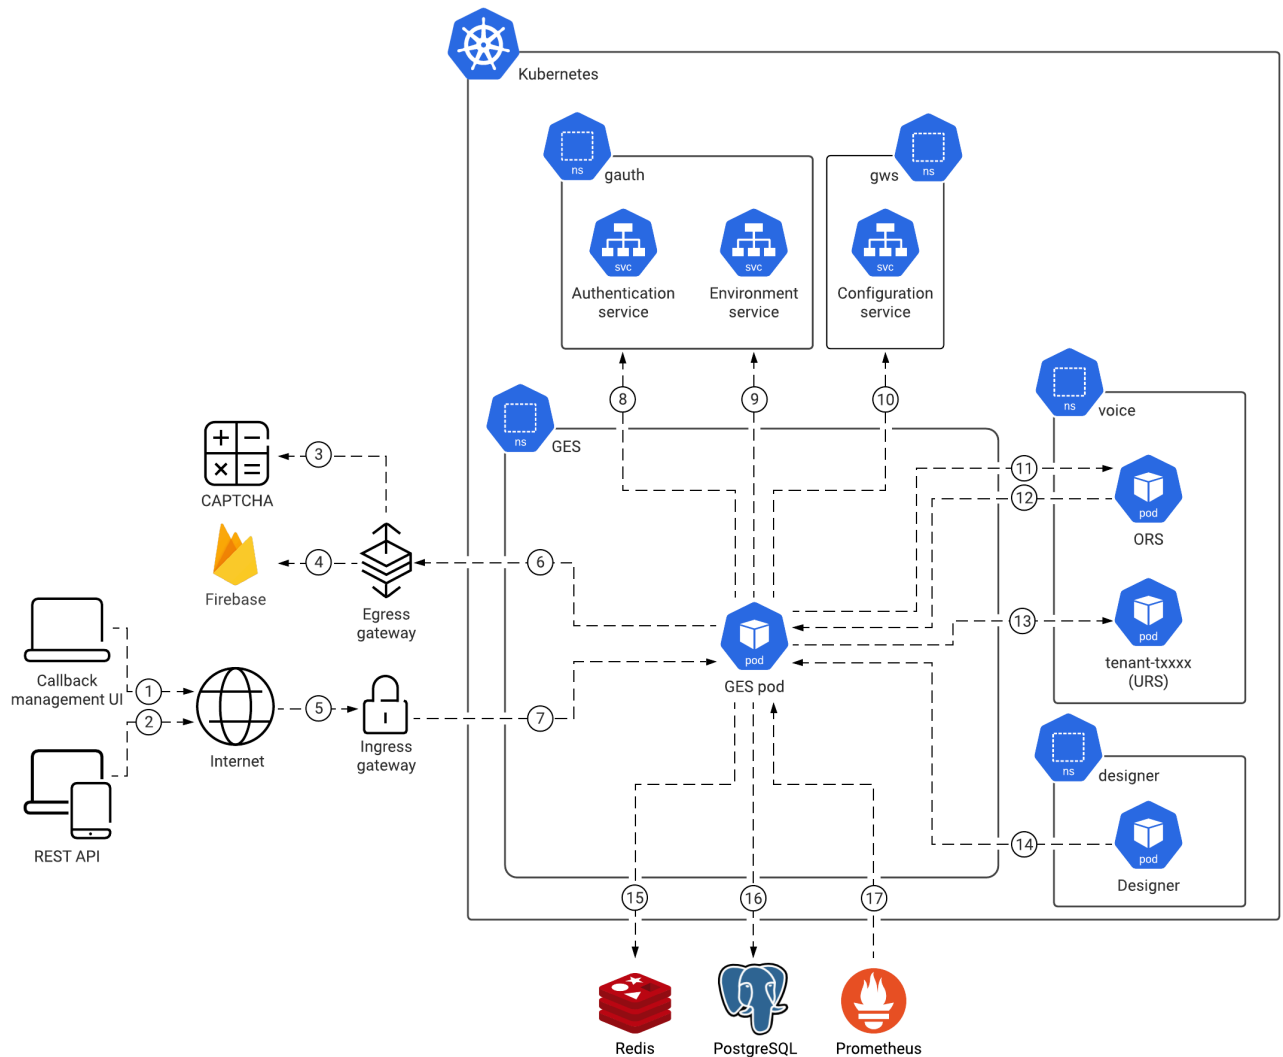 Kubernetes
ns
gauth
gws
ns
svc
svc
svc
Authentication
service
Environment
service
Configuration
service
8
9
10
ns
voice
ns
GES
3
CAPTCHA
11
12
pod
ORS
4
Firebase
6
Egress
gateway
pod
GES pod
13
pod
tenant-txxxx
(URS)
Callback
management UI
1
2
Internet
5
Ingress
gateway
7
REST API
ns
designer
14
pod
Designer
15
16
17
Redis
PostgreSQL
Prometheus